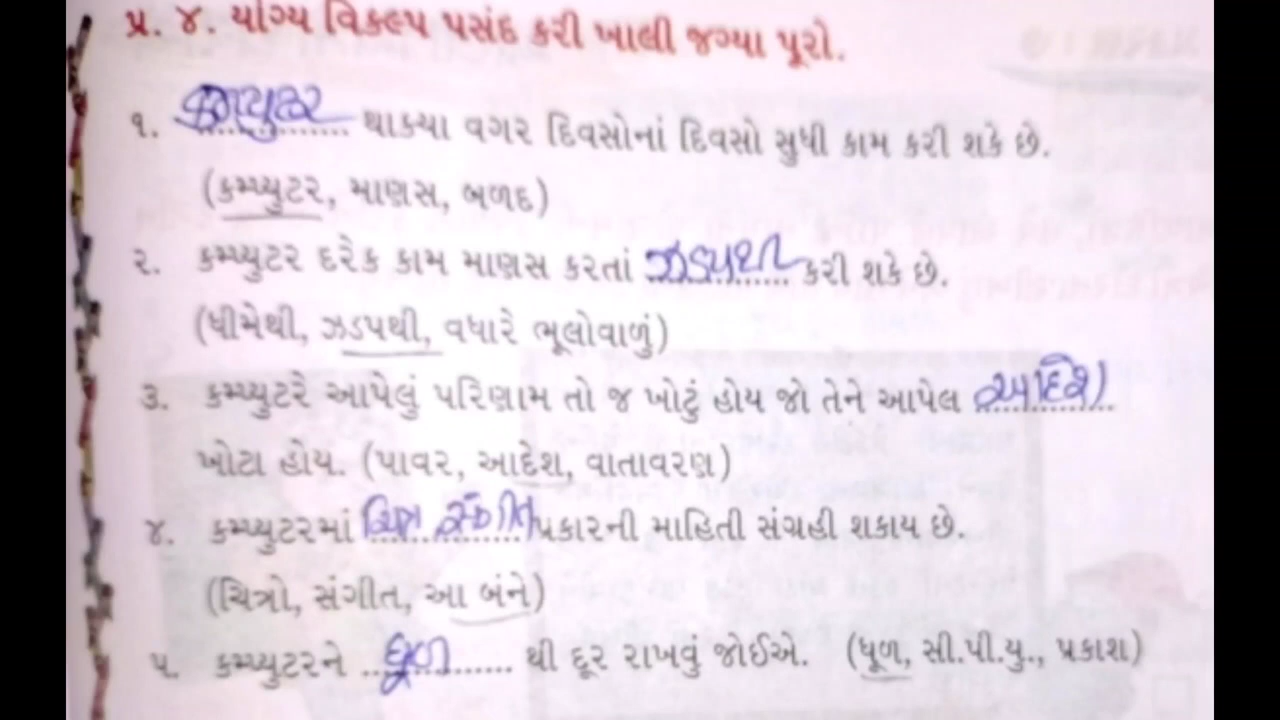 પ્ર. ૪. યોગ્ય વિકલ્પ પસંદ કરી ખાલી જગ્યા પૂરો.
૧. કમ્પ્યુટર થાક્યા વગર દિવસોનાં દિવસો સુધી કામ કરી શકે છે.
(કમ્પ્યુટર, માણસ, બળદ)
૨. કમ્પ્યુટર દરેક કામ માણસ કરતાં ઝડપથી કરી શકે છે.
(ધીમેથી, ઝડપથી, વધારે ભૂલોવાળું)
૩. કમ્પ્યુટરે આપેલું પરિણામ તો જ ખોટું હોય જો તેને આપેલ આદેશ
ખોટા હોય. (પાવર, આદેશ, વાતાવરણ)
૪. કમ્પ્યુટરમાં ચિત્ર સંગીત પ્રકારની માહિતી સંગ્રહી શકાય છે.
(ચિત્રો, સંગીત, આ બંને)
૫. કમ્પ્યુટરને ધૂળ થી દૂર રાખવું જોઈએ. (ધૂળ, સી.પી.યુ., પ્રકાશ)